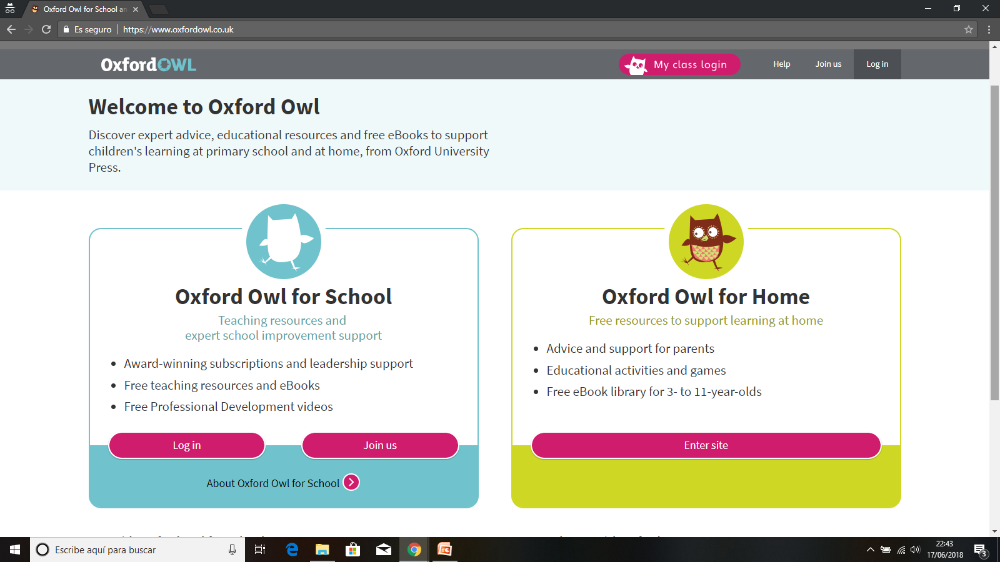 Oxford Owl for School an
Es seguro
https://www.oxfordowl.co.uk
OxfordOWL
My class login
Help
Join us
Log in
Welcome to Oxford Owl
Discover expert advice, educational resources and free eBooks to support
children's learning at primary school and at home, from Oxford University
Press.
Oxford Owl for School
Teaching resources and
expert school improvement support
• Award-winning subscriptions and leadership support
• Free teaching resources and eBooks
• Free Professional Development videos
Log in
Join us
About Oxford Owl for School
Oxford Owl for Home
Free resources to support learning at home
• Advice and support for parents
• Educational activities and games
• Free eBook library for 3- to 11-year-olds
Enter site
Escribe aquí para buscar
22:43
17/06/2018
3